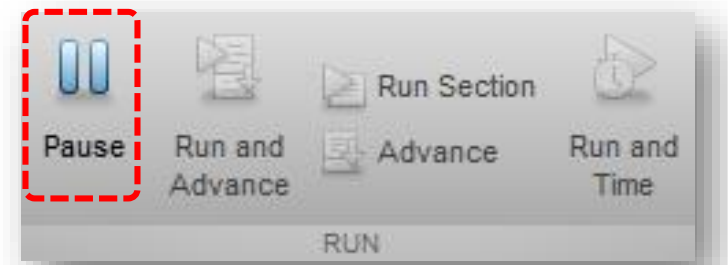 Pause
Run and
Advance
Run Section
Advance
Run and
Time
RUN